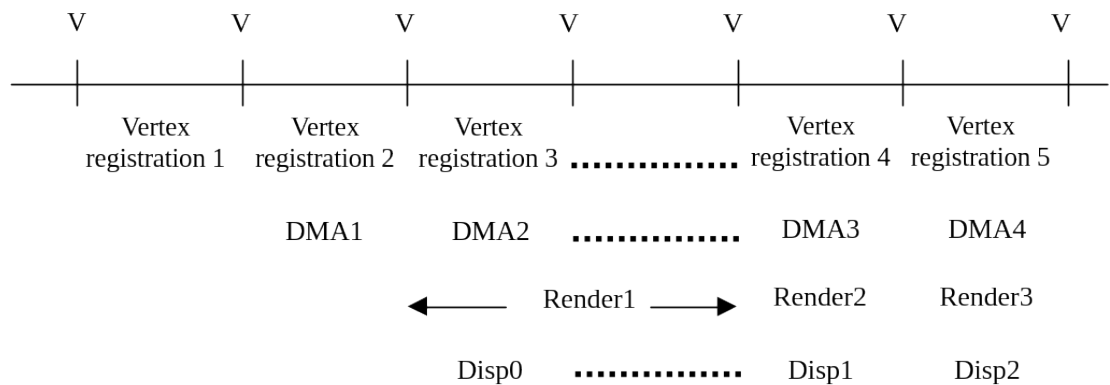 V V V V V V V
Vertex Vertex Vertex Vertex Vertex
registration 1 registration 2 registration 3 registration 4 registration 5
DMA1 DMA2 DMA3 DMA4
Render1 Render2 Render3
Disp0 Disp1 Disp2